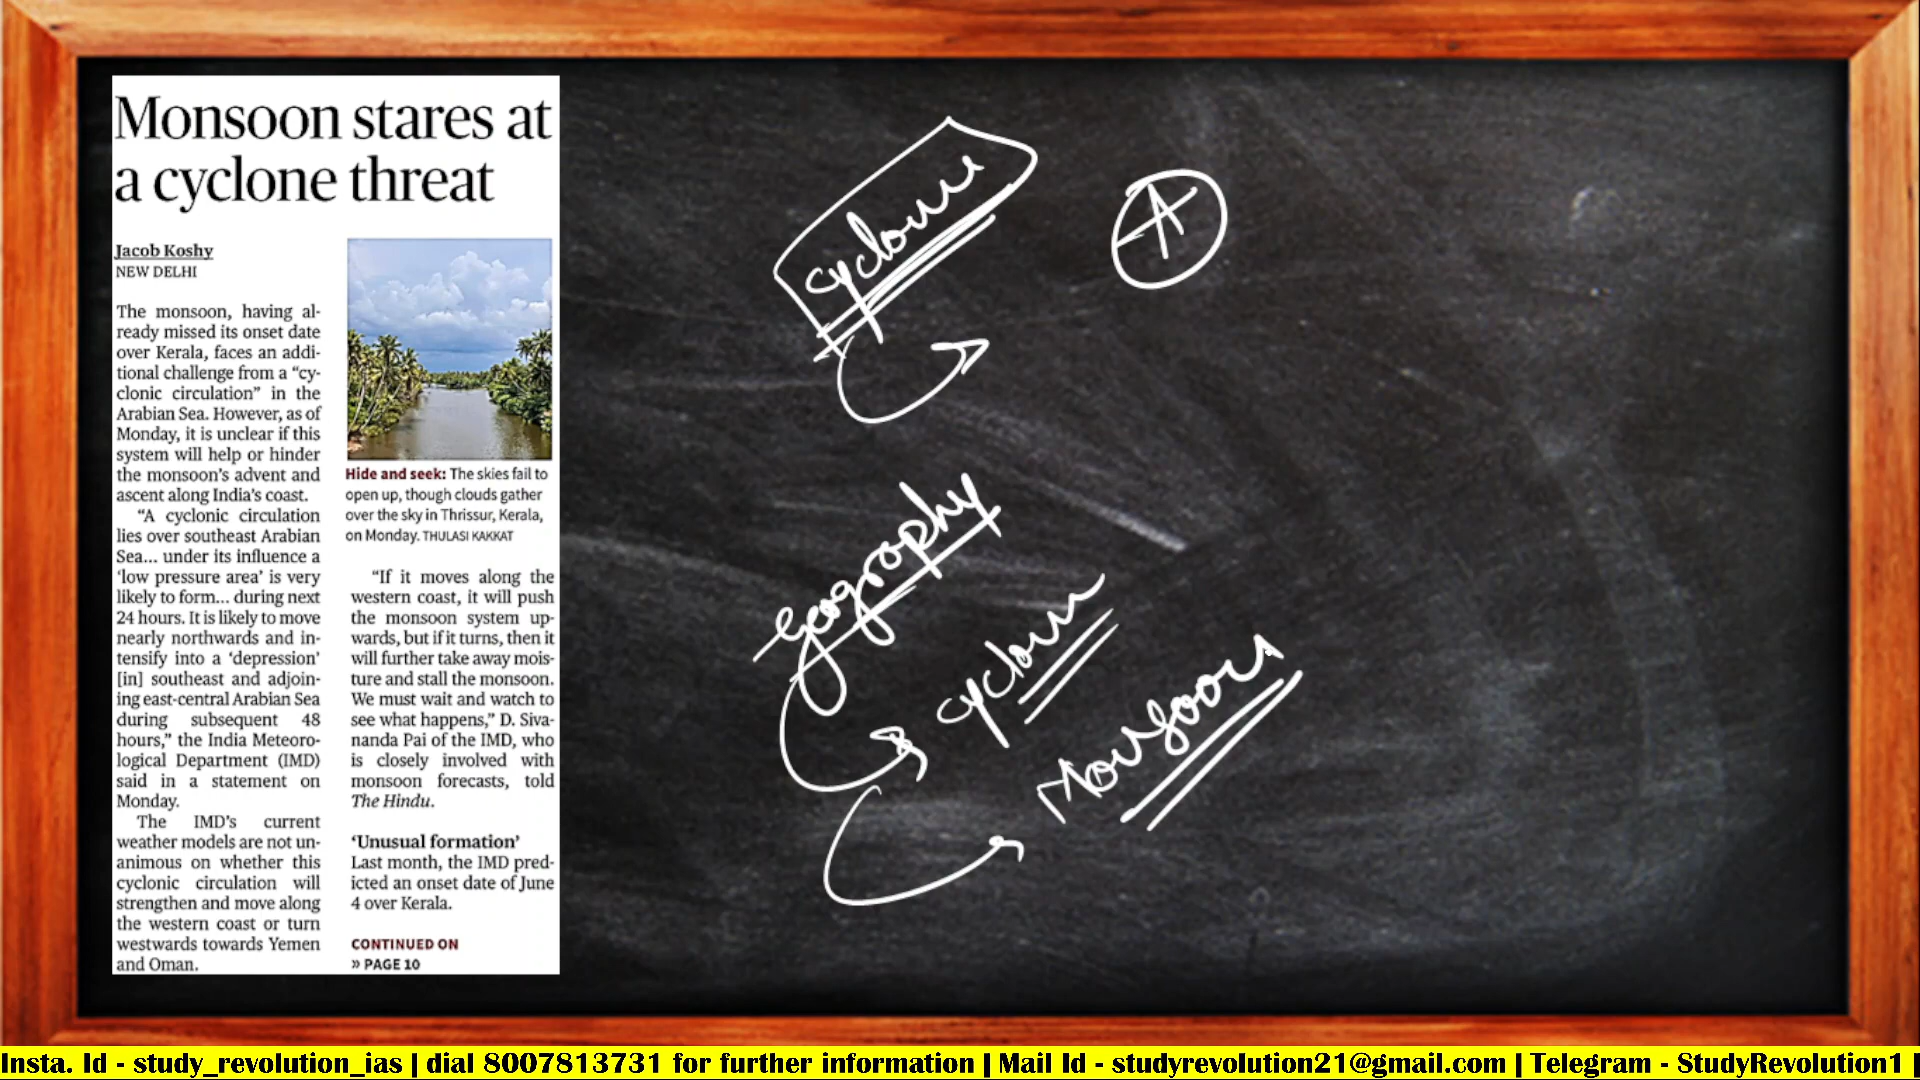 Monsoon stares at
a cyclone threat
Jacob Koshy
NEW DELHI
The monsoon, having al-
ready missed its onset date
over Kerala, faces an addi-
tional challenge from a “cy-
clonic circulation” in the
Arabian Sea. However, as of
Monday, it is unclear if this
system will help or hinder
the monsoon’s advent and
ascent along India’s coast.
“A cyclonic circulation
lies over southeast Arabian
Sea... under its influence a
‘low pressure area’ is very
likely to form... during next
24 hours. It is likely to move
nearly northwards and in-
tensify into a ‘depression’
[in] southeast and adjoin-
ing east-central Arabian Sea
during subsequent 48
hours,” the India Meteoro-
logical Department (IMD)
said in a statement on
Monday.
The IMD’s current
weather models are not un-
animous on whether this
cyclonic circulation will
strengthen and move along
the western coast or turn
westwards towards Yemen
and Oman.
Hide and seek: The skies fail to
open up, though clouds gather
over the sky in Thrissur, Kerala,
on Monday. THULASI KAKKAT
“If it moves along the
western coast, it will push
the monsoon system up-
wards, but if it turns, then it
will further take away mois-
ture and stall the monsoon.
We must wait and watch to
see what happens,” D. Siva-
nanda Pai of the IMD, who
is closely involved with
monsoon forecasts, told
The Hindu.
‘Unusual formation’
Last month, the IMD pred-
icted an onset date of June
4 over Kerala.
CONTINUED ON
» PAGE 10
cyclone
A
Geography
cyclone
Monsoon
Insta. Id - study_revolution_ias | dial 8007813731 for further information | Mail Id - studyrevolution21@gmail.com | Telegram - StudyRevolution1 |